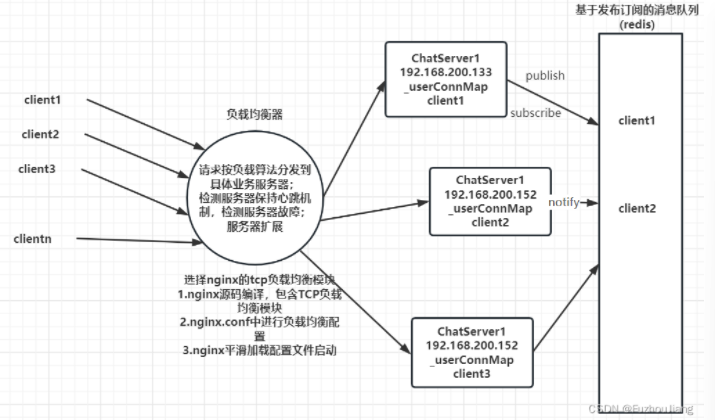 基于发布订阅的消息队列
(redis)
client1
client2
client3
clientn
负载均衡器
请求按负载算法分发到
具体业务服务器；
检测服务器保持心跳机
制，检测服务器故障；
服务器扩展
选择nginx的tcp负载均衡模块
1.nginx源码编译，包含TCP负载
均衡模块
2.nginx.conf中进行负载均衡配
置
3.nginx平滑加载配置文件启动
ChatServer1
192.168.200.133
_userConnMap
client1
publish
subscribe
ChatServer1
192.168.200.152
_userConnMap
client2
notify
ChatServer1
192.168.200.152
_userConnMap
client3
client1
client2
CSDN @FuzhouJiang